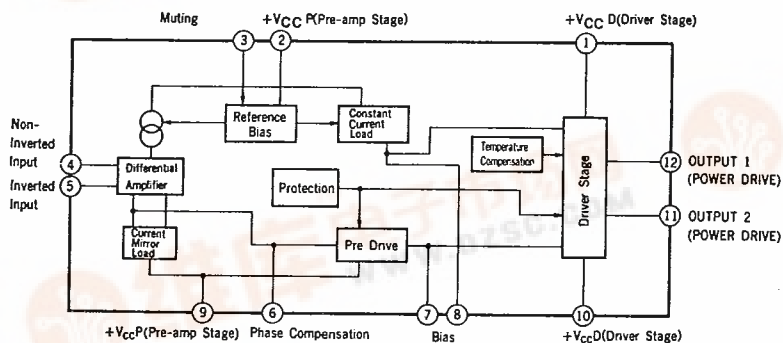 Muting
+VCC P(Pre-amp Stage)
+VCC D(Driver Stage)
3
2
1
Non-
Inverted
Input
Inverted
Input
4
5
Reference
Bias
Constant
Current
Load
Temperature
Compensation
Driver Stage
12
OUTPUT 1
(POWER DRIVE)
11
OUTPUT 2
(POWER DRIVE)
Differential
Amplifier
Current
Mirror
Load
Protection
Pre Drive
WWW.DZSC.COM
9
6
7
8
10
+VCCP(Pre-amp Stage)
Phase Compensation
Bias
+VCCD(Driver Stage)